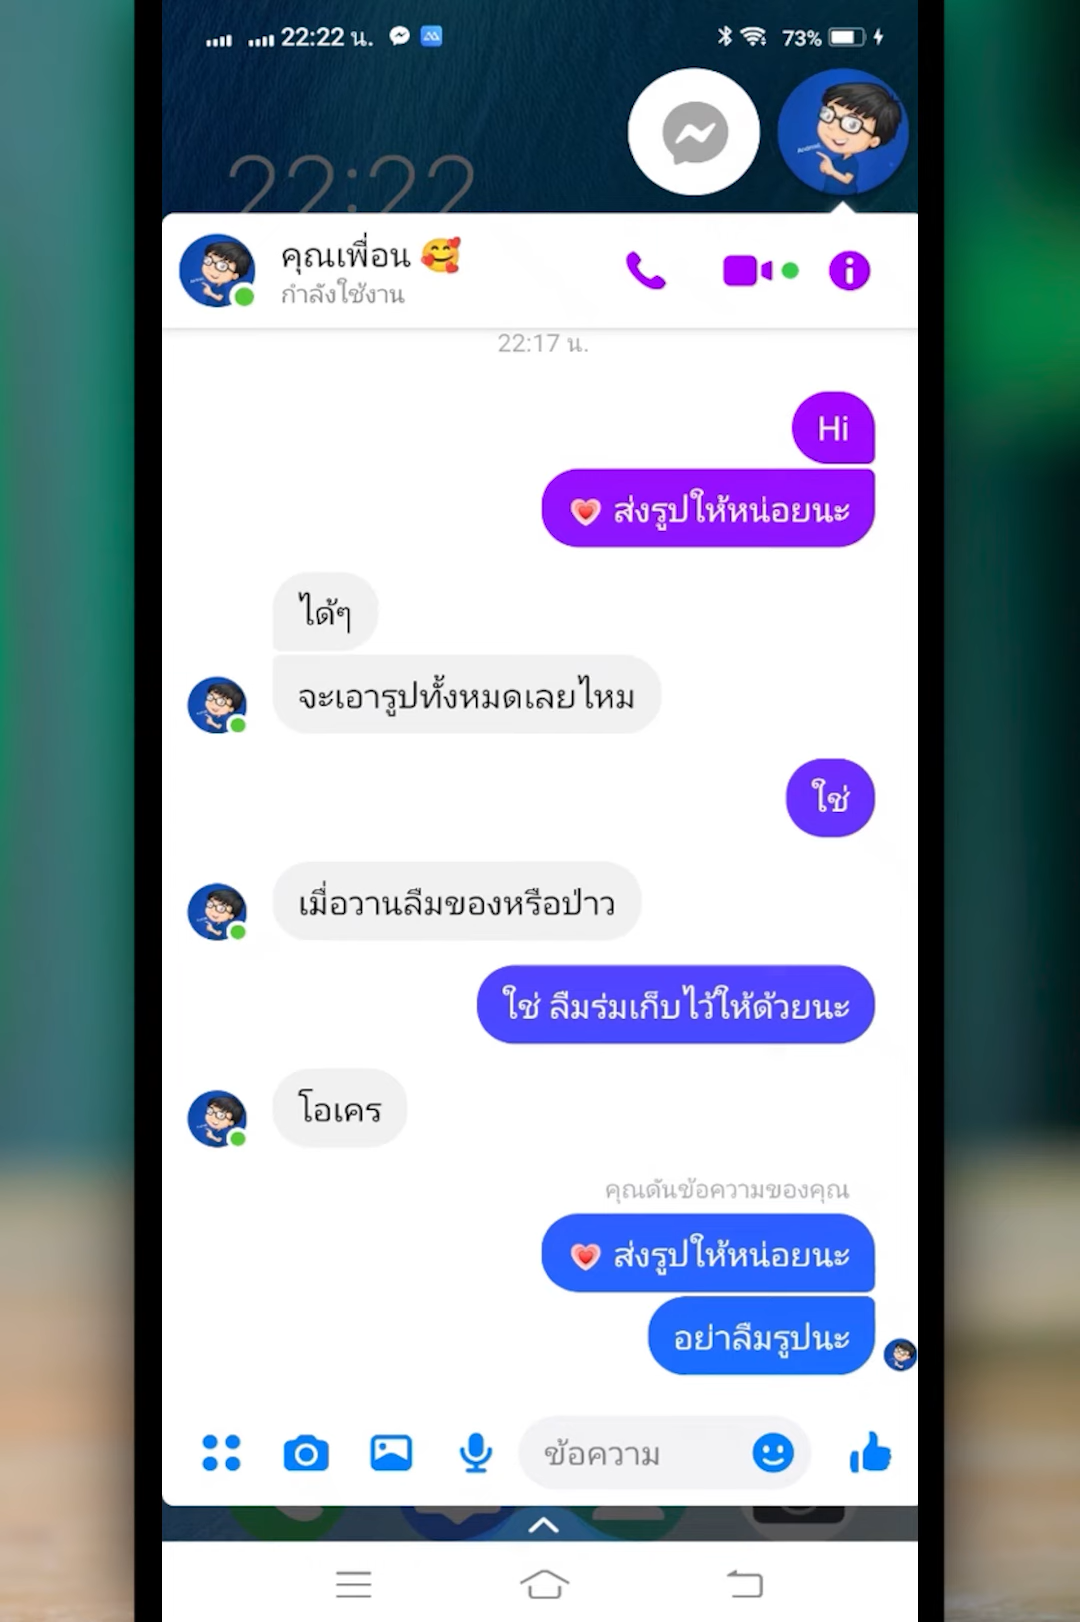 22:22 น.
73%
22:22
คุณเพื่อน 🥰
กำลังใช้งาน
22:17 น.
Hi
💗 ส่งรูปให้หน่อยนะ
ได้ๆ
จะเอารูปทั้งหมดเลยไหม
ใช่
เมื่อวานลืมของหรือป่าว
ใช่ ลืมร่มเก็บไว้ให้ด้วยนะ
โอเคร
คุณดันข้อความของคุณ
💗 ส่งรูปให้หน่อยนะ
อย่าลืมรูปนะ
ข้อความ